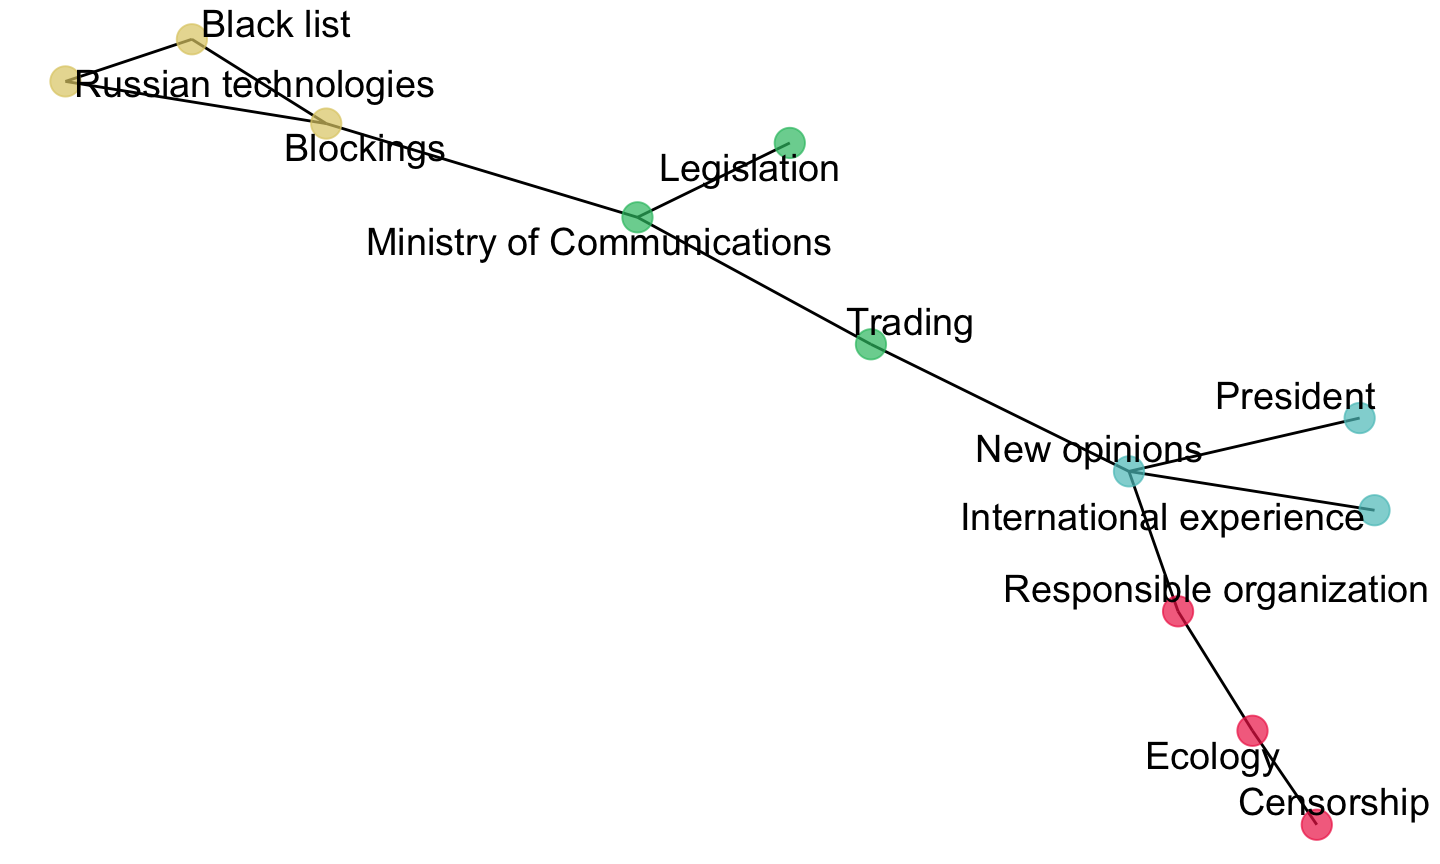 Black list
Russian technologies
Blockings
Legislation
Ministry of Communications
Trading
President
New opinions
International experience
Responsible organization
Ecology
Censorship